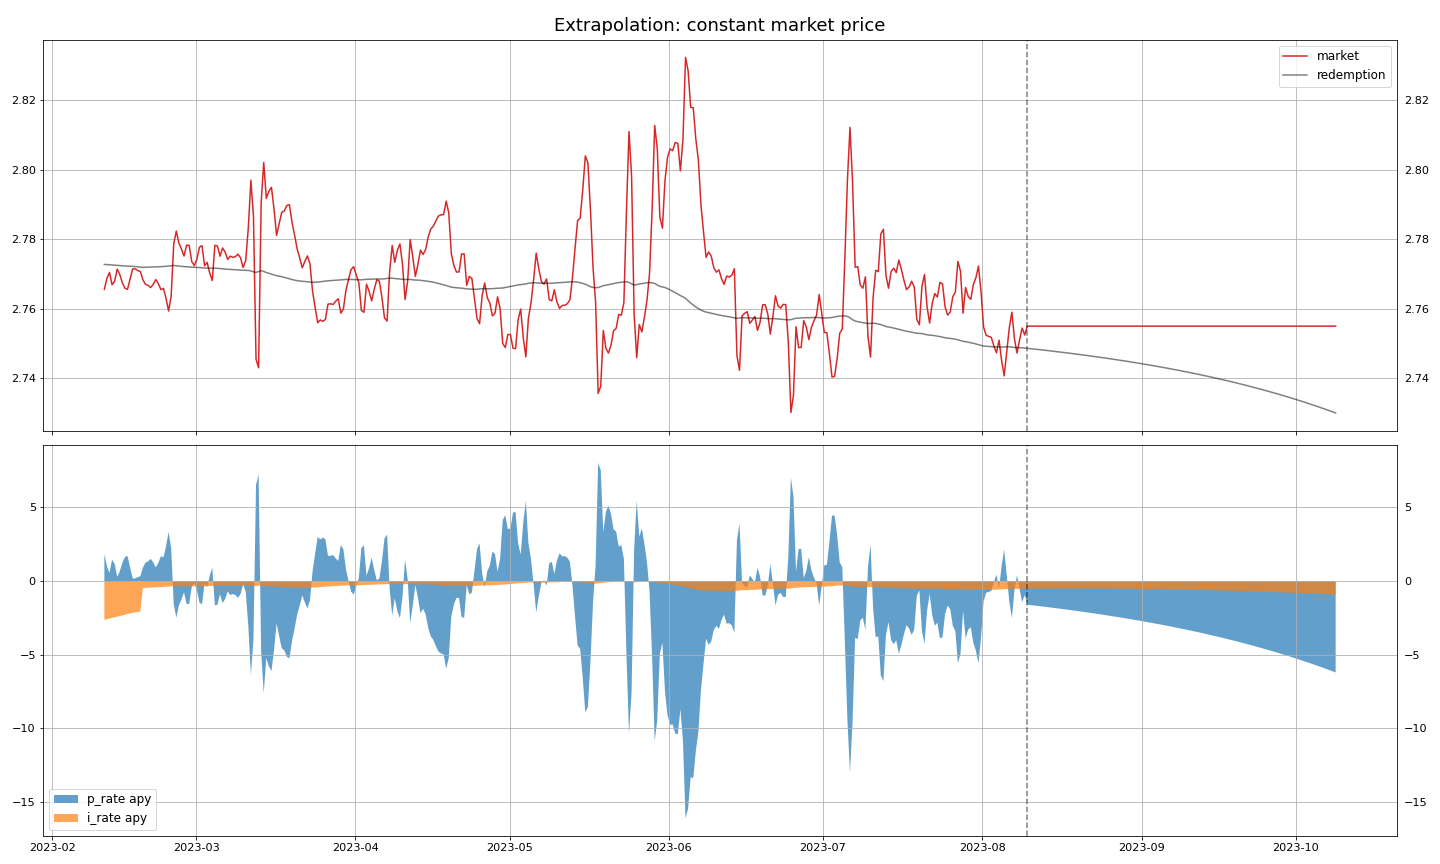 Extrapolation: constant market price
market
redemption
2.82 2.82
2.80 2.80
2.78 2.78
2.76 2.76
2.74 2.74
5 5
0 0
−5 −5
−10 −10
−15 −15
p_rate apy
i_rate apy
2023-02 2023-03 2023-04 2023-05 2023-06 2023-07 2023-08 2023-09 2023-10